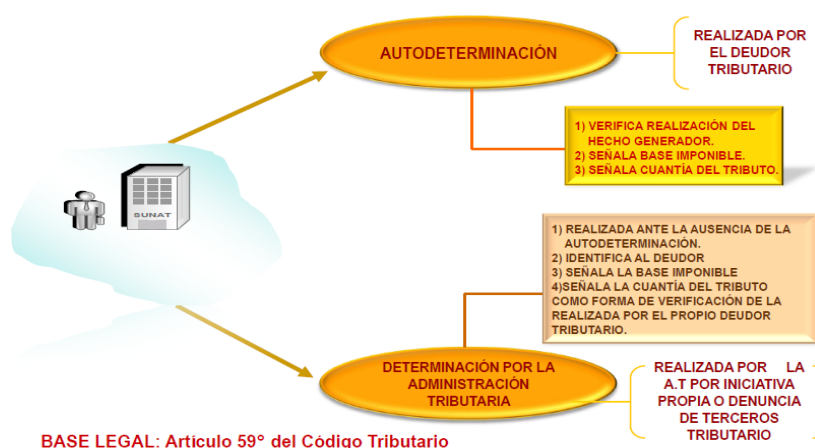 AUTODETERMINACIÓN
REALIZADA POR
EL DEUDOR
TRIBUTARIO
1) VERIFICA REALIZACIÓN DEL
HECHO GENERADOR.
2) SEÑALA BASE IMPONIBLE.
3) SEÑALA CUANTÍA DEL TRIBUTO.
SUNAT
1) REALIZADA ANTE LA AUSENCIA DE LA
AUTODETERMINACIÓN.
2) IDENTIFICA AL DEUDOR
3) SEÑALA LA BASE IMPONIBLE
4)SEÑALA LA CUANTÍA DEL TRIBUTO
COMO FORMA DE VERIFICACIÓN DE LA
REALIZADA POR EL PROPIO DEUDOR
TRIBUTARIO.
DETERMINACIÓN POR LA
ADMINISTRACIÓN
TRIBUTARIA
REALIZADA POR LA
A.T POR INICIATIVA
PROPIA O DENUNCIA
DE TERCEROS
TRIBUTARIO
BASE LEGAL: Artículo 59° del Código Tributario